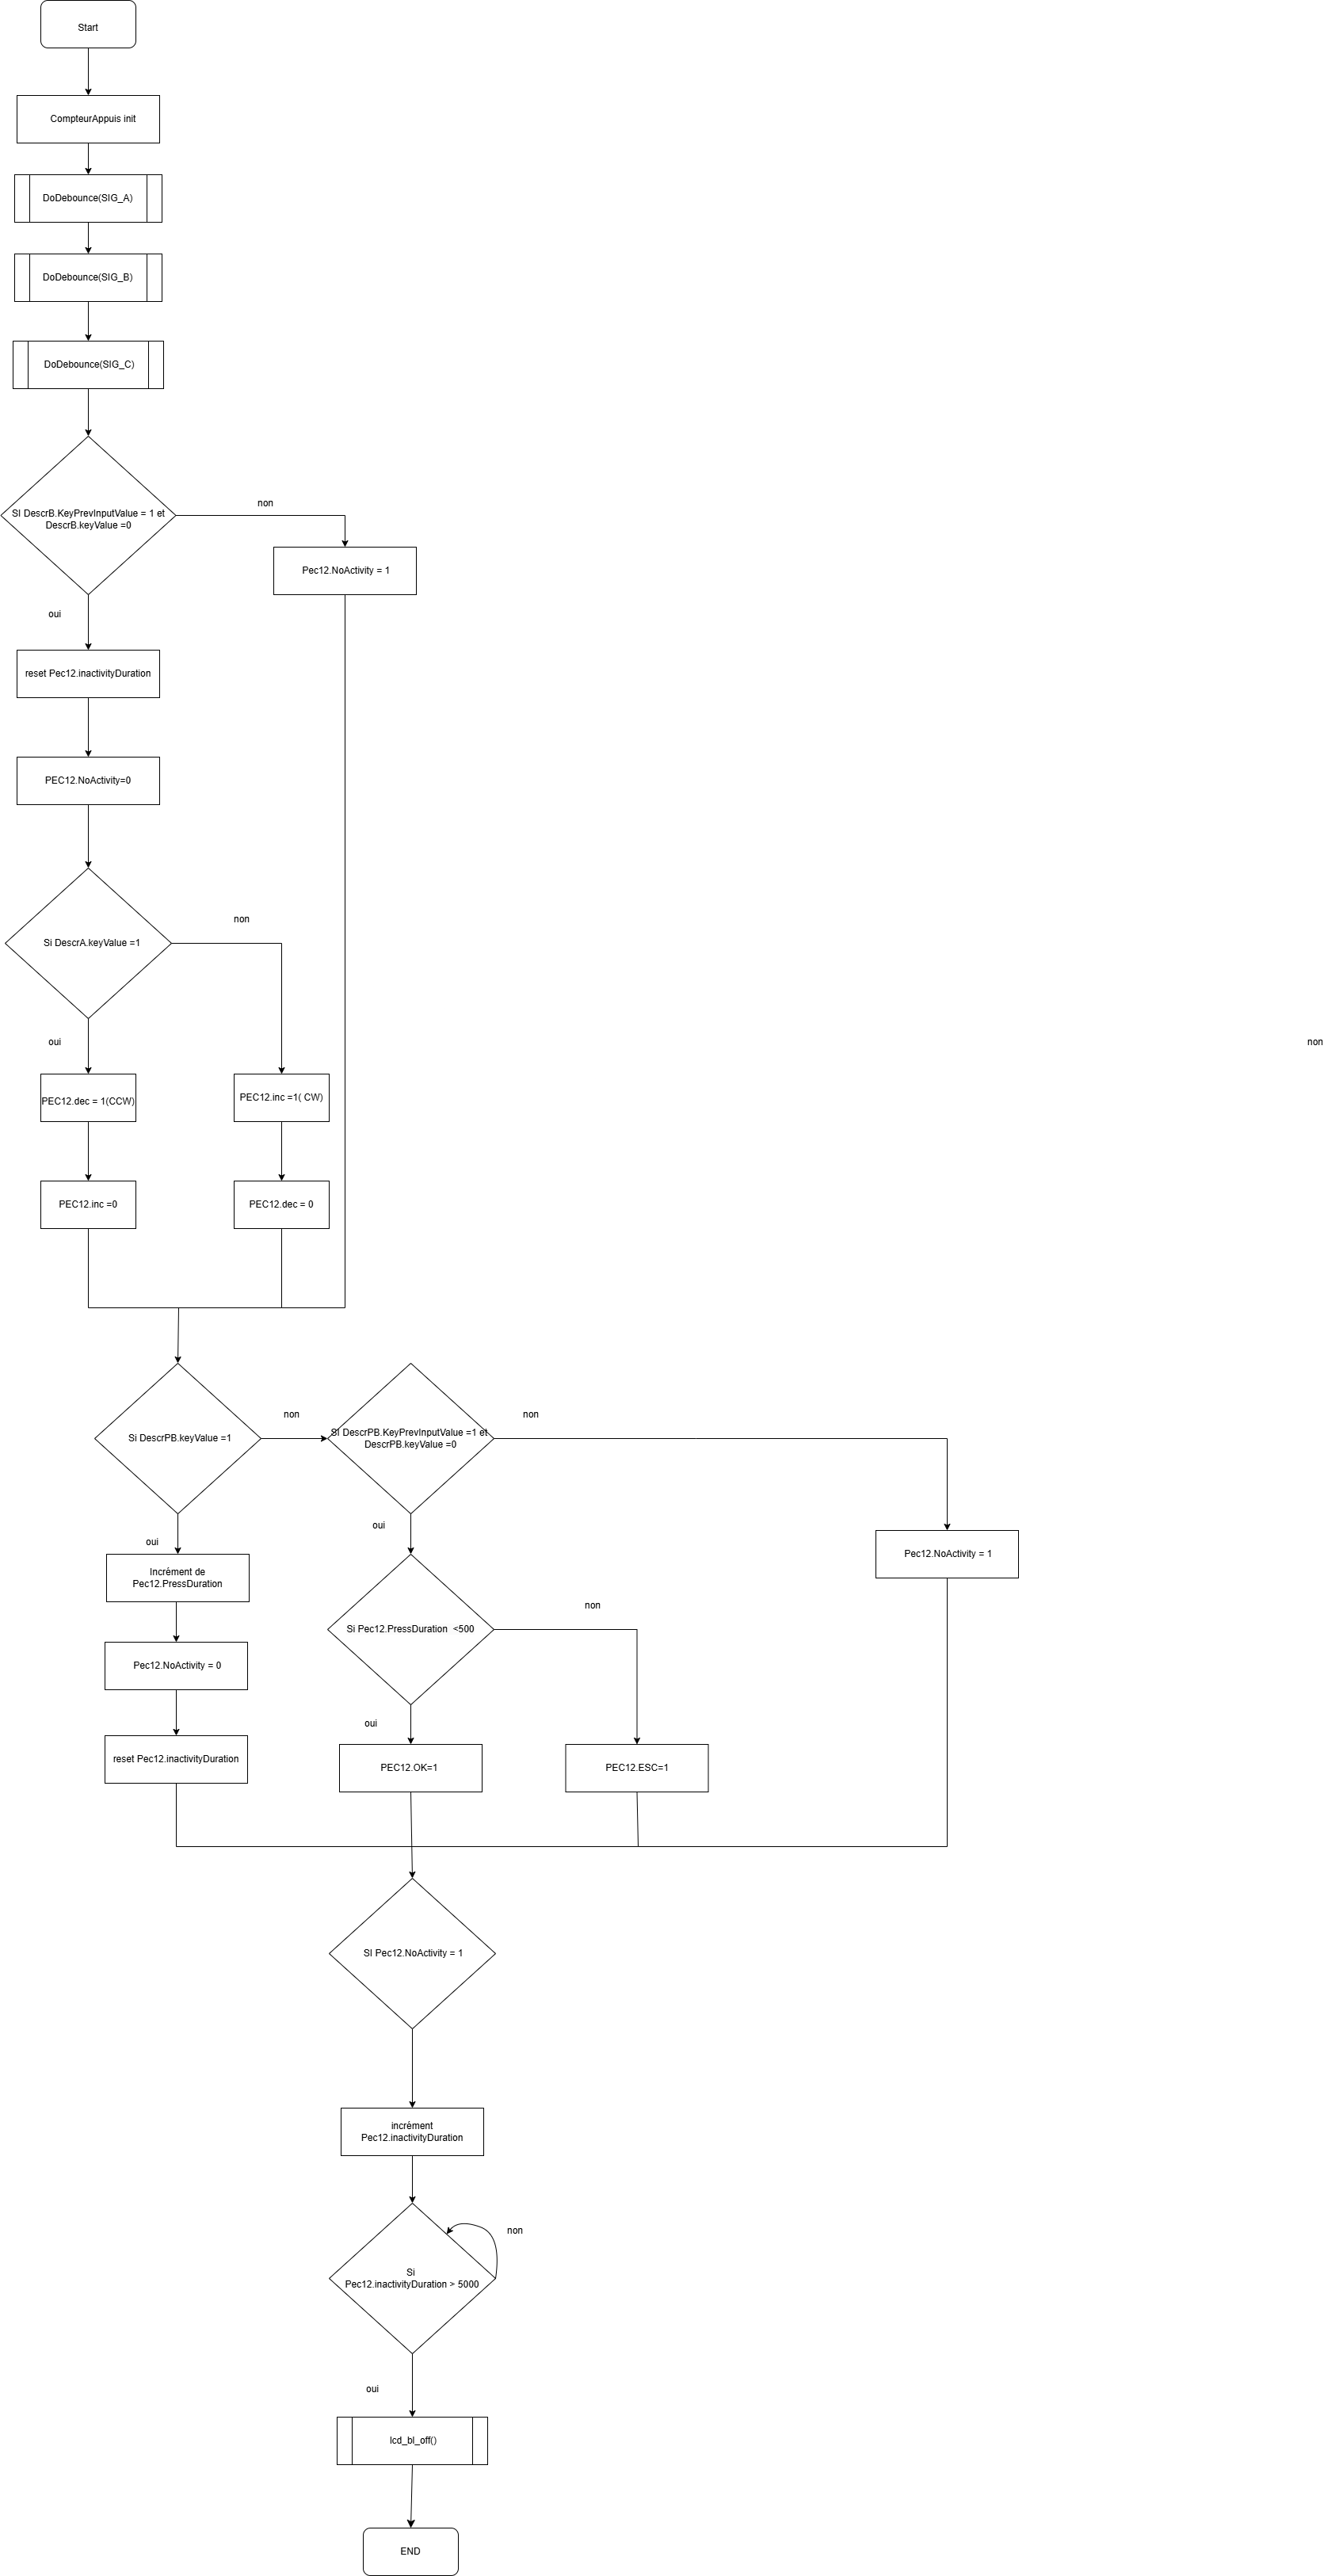 Start
CompteurAppuis init
DoDebounce(SIG_A)
DoDebounce(SIG_B)
DoDebounce(SIG_C)
non
SI DescrB.KeyPrevInputValue = 1 et
DescrB.keyValue =0
Pec12.NoActivity = 1
oui
reset Pec12.inactivityDuration
PEC12.NoActivity=0
non
Si DescrA.keyValue =1
oui
non
PEC12.dec = 1(CCW)
PEC12.inc =1( CW)
PEC12.inc =0
PEC12.dec = 0
non
non
Si DescrPB.keyValue =1
SI DescrPB.KeyPrevInputValue =1 et
DescrPB.keyValue =0
oui
oui
Pec12.NoActivity = 1
Incrément de
Pec12.PressDuration
non
Si Pec12.PressDuration  <500
Pec12.NoActivity = 0
oui
reset Pec12.inactivityDuration
PEC12.OK=1
PEC12.ESC=1
SI Pec12.NoActivity = 1
incrément
Pec12.inactivityDuration
non
Si
Pec12.inactivityDuration > 5000
oui
lcd_bl_off()
END